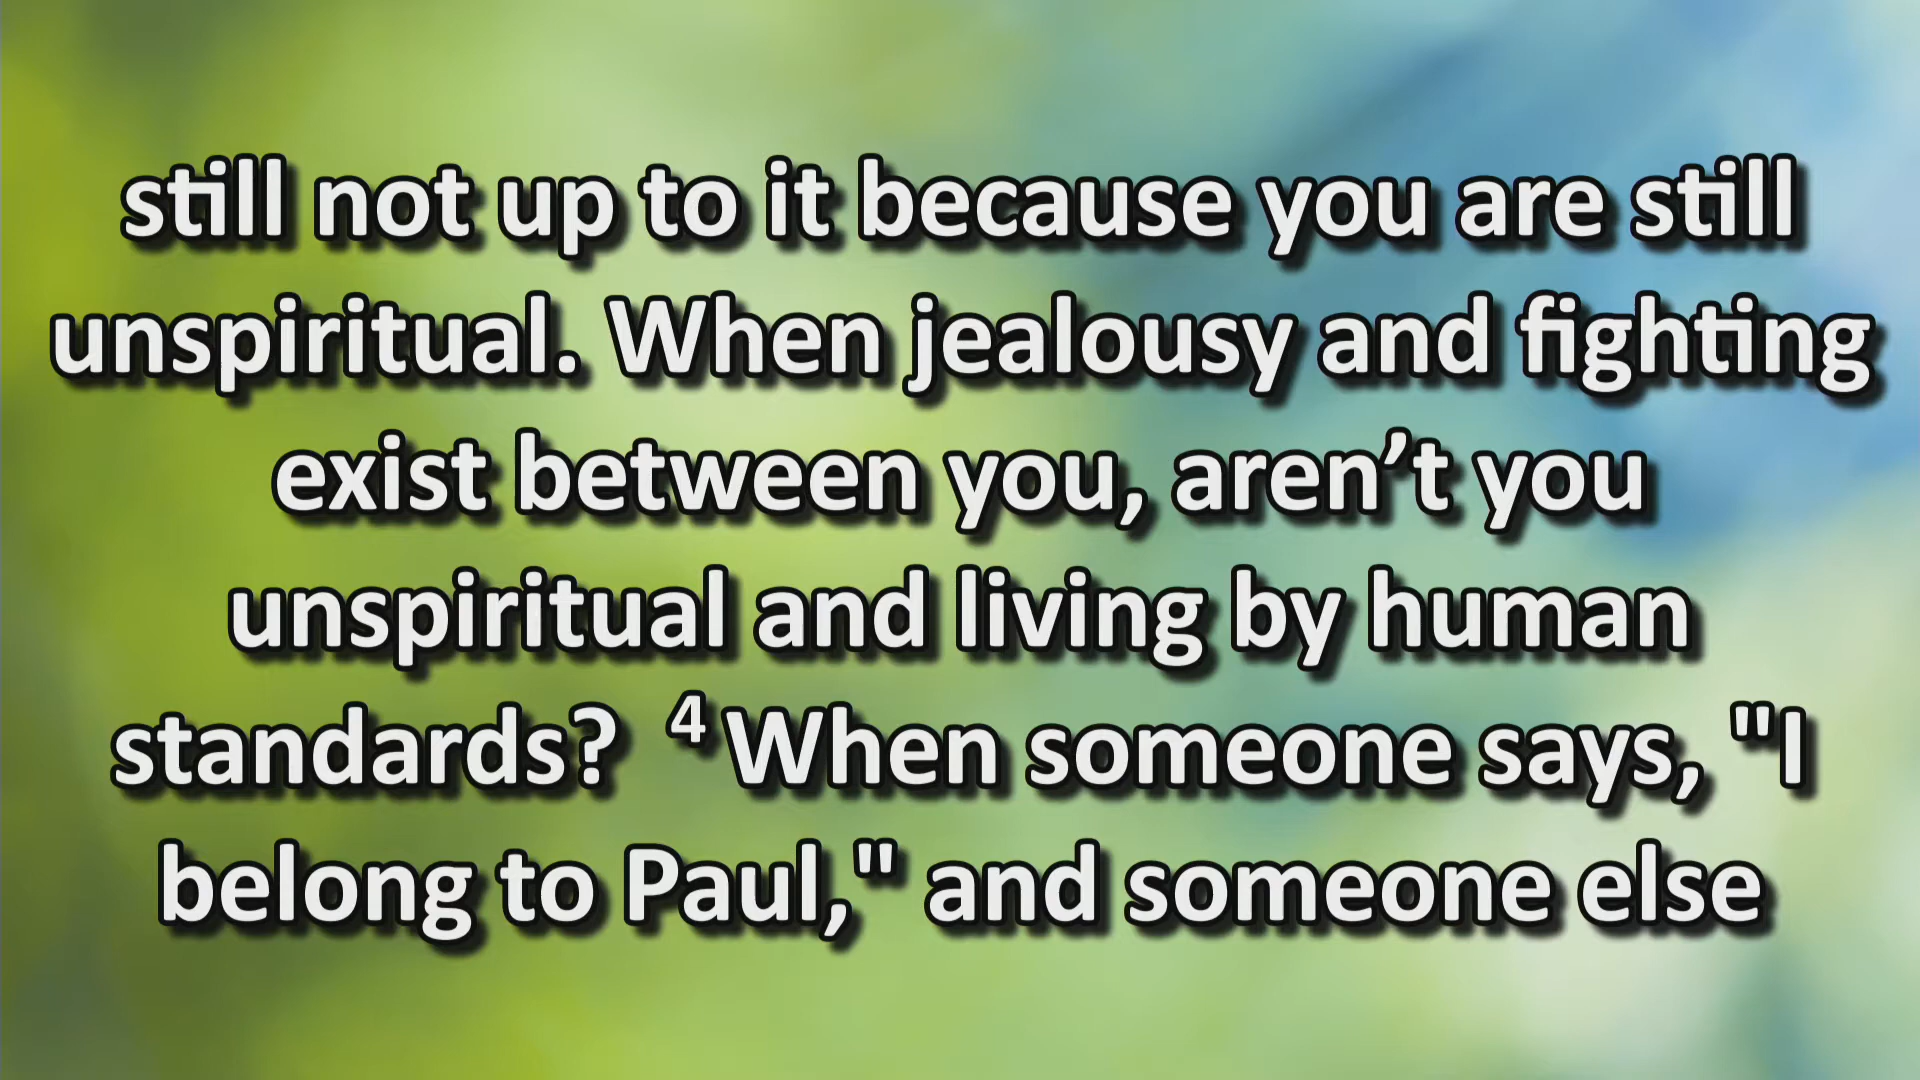 still not up to it because you are still
unspiritual. When jealousy and fighting
exist between you, aren’t you
unspiritual and living by human
standards? ⁴ When someone says, "I
belong to Paul," and someone else